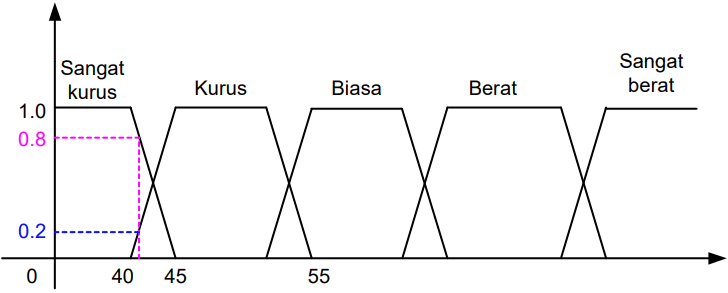 Sangat
kurus
Kurus
Biasa
Berat
Sangat
berat
1.0
0.8
0.2
0
40
45
55